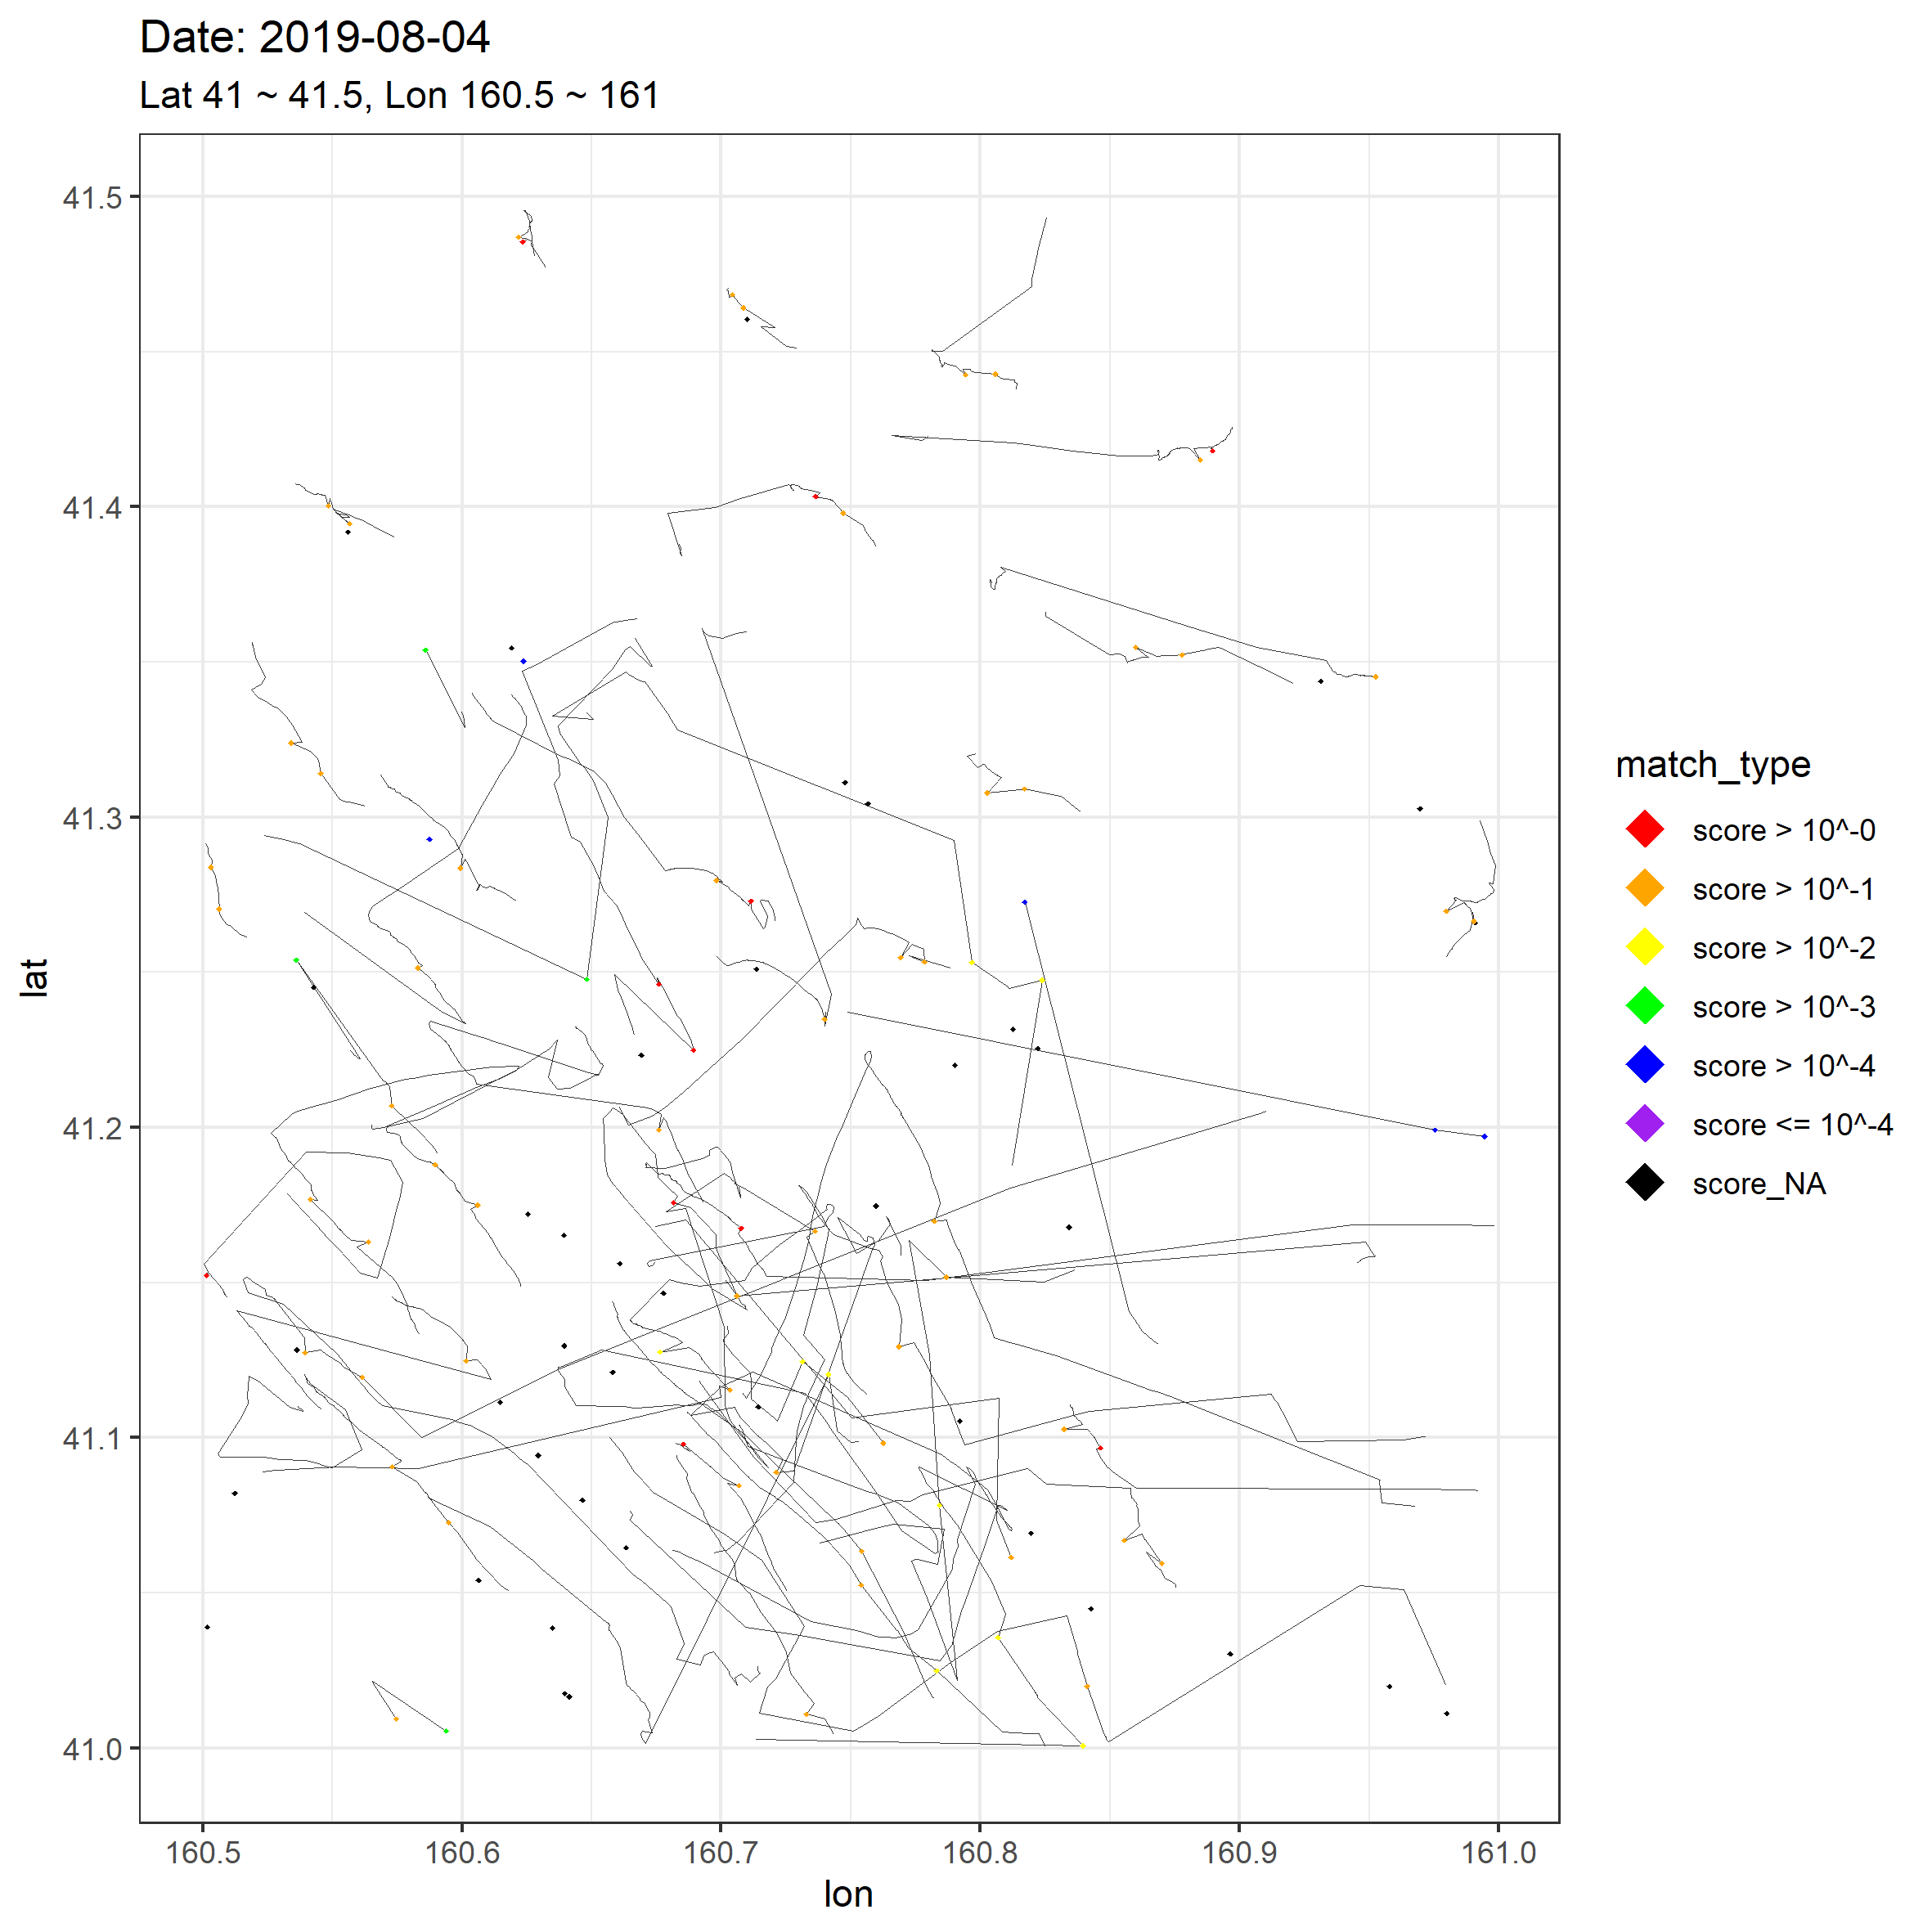 Date: 2019-08-04
Lat 41 ~ 41.5, Lon 160.5 ~ 161
41.5
41.4
41.3
41.2
41.1
41.0
lat
160.5 160.6 160.7 160.8 160.9 161.0
lon
match_type
score > 10^-0
score > 10^-1
score > 10^-2
score > 10^-3
score > 10^-4
score <= 10^-4
score_NA